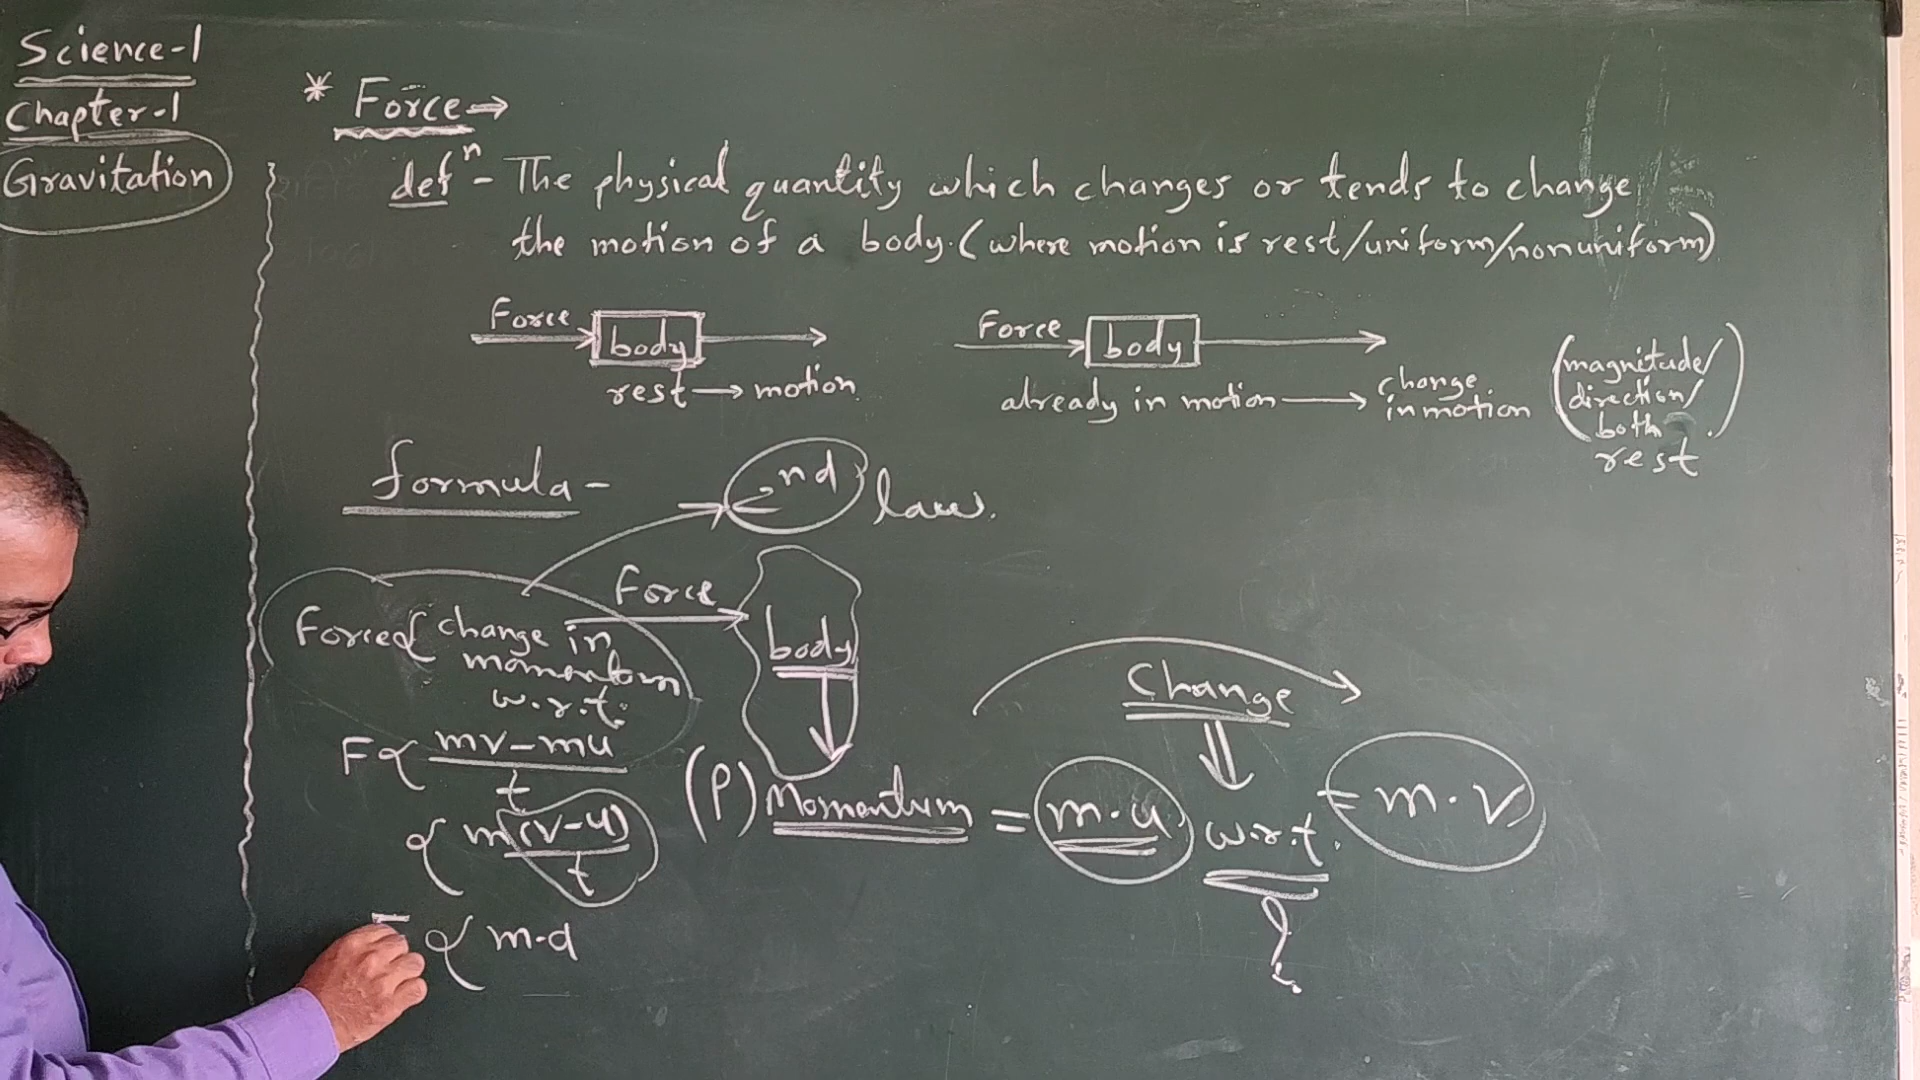 Science-1
Chapter-1
Gravitation
* Force →
defⁿ - The physical quantity which changes or tends to change
the motion of a body. (where motion is rest/uniform/nonuniform)
Force body
rest → motion
Force body
already in motion → change in motion
(magnitude/
direction/
both.)
rest
formula - 2nd law.
Force body
Force ∝ change in
momentum
w.r.t.
F ∝ mv - mu
t
∝ m(v-u)
t
F ∝ m.a
Change
(P) Momentum = m.u w.r.t. = m.v